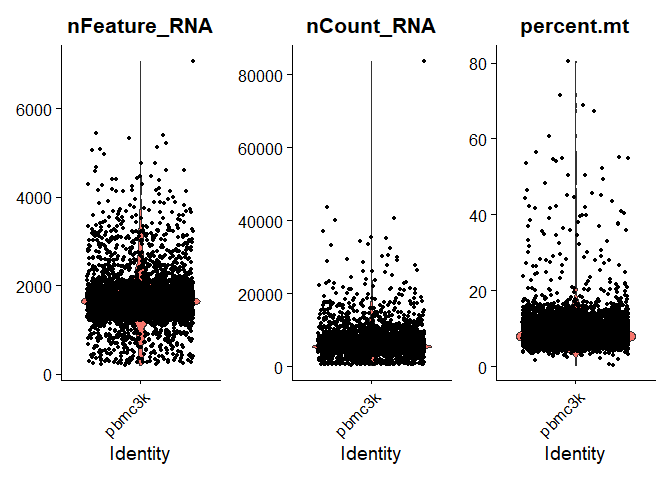 nFeature_RNA
6000
4000
2000
0
pbmc3k
Identity
nCount_RNA
80000
60000
40000
20000
0
pbmc3k
Identity
percent.mt
80
60
40
20
0
pbmc3k
Identity